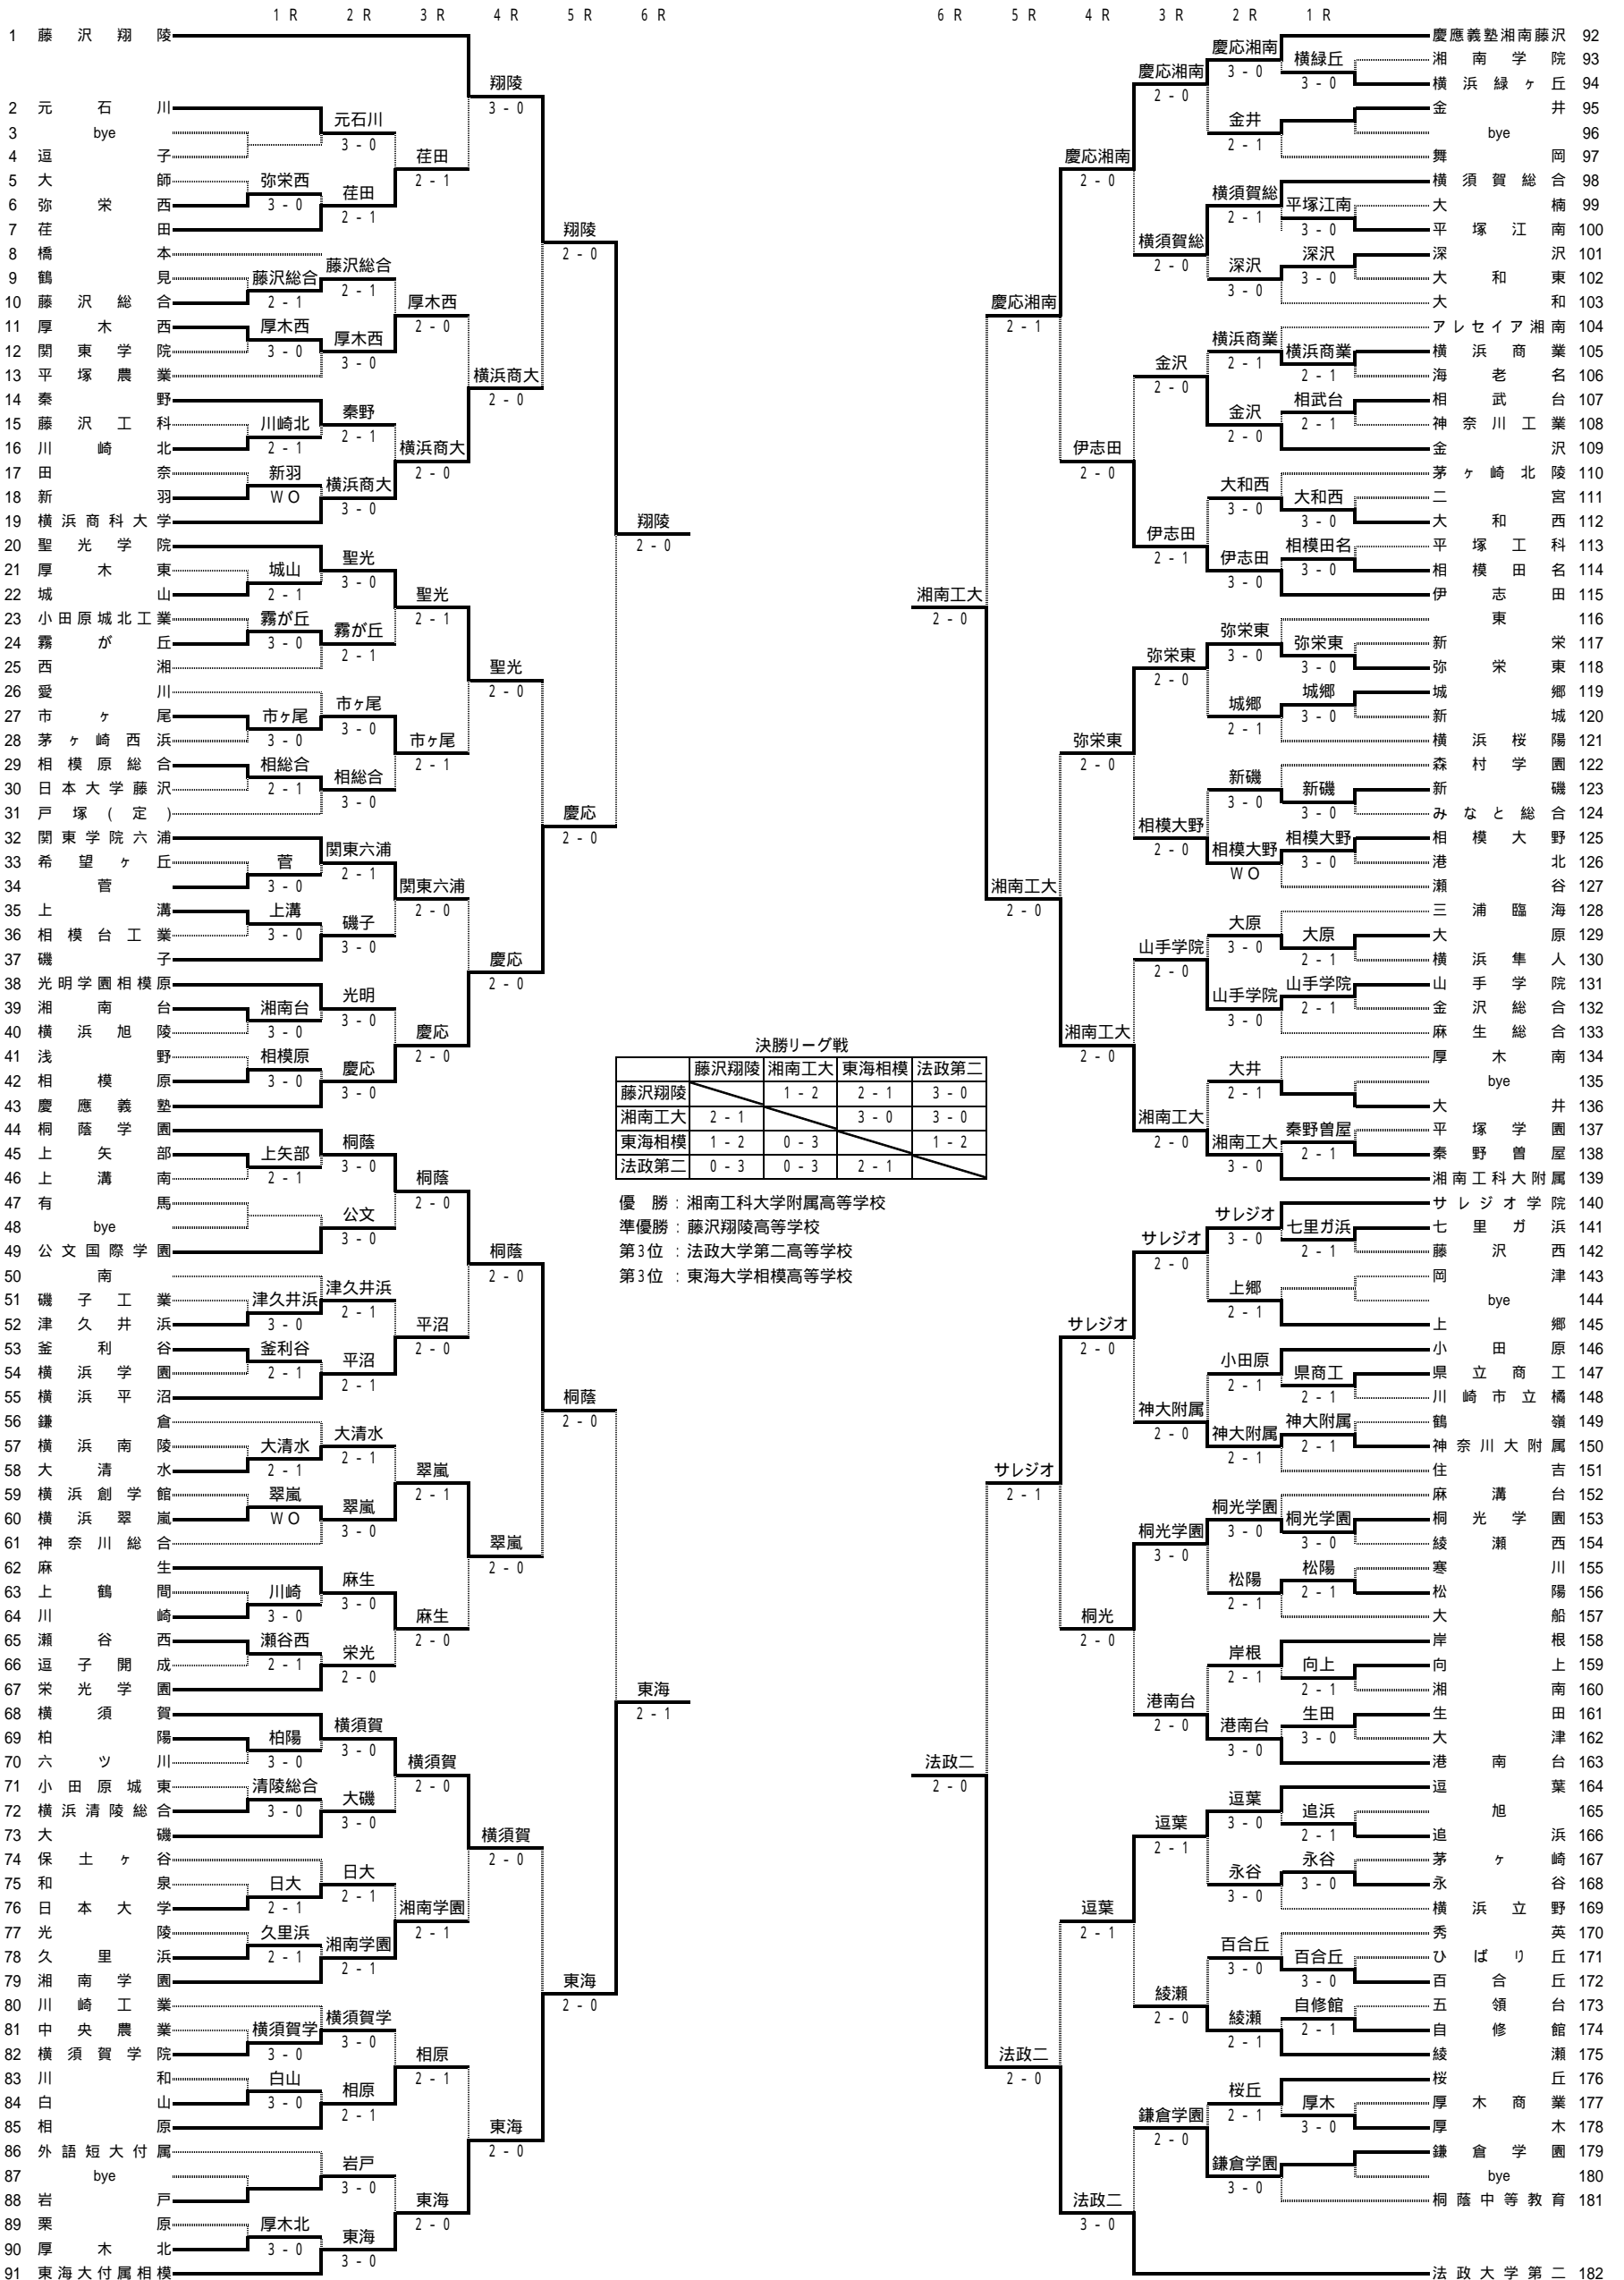 1 R 2 R 3 R 4 R 5 R 6 R
6 R 5 R 4 R 3 R 2 R 1 R
1 藤沢翔陵
2 元石川
3 bye
4 逗子
5 大師
6 弥栄西
7 荏田
8 橋本
9 鶴見
10 藤沢総合
11 厚木西
12 関東学院
13 平塚農業
14 秦野
15 藤沢工科
16 川崎北
17 田奈
18 新羽
19 横浜商科大学
20 聖光学院
21 厚木東
22 城山
23 小田原城北工業
24 霧が丘
25 西湘
26 愛川
27 市ヶ尾
28 茅ヶ崎西浜
29 相模原総合
30 日本大学藤沢
31 戸塚(定)
32 関東学院六浦
33 希望ヶ丘
34 菅
35 上溝
36 相模台工業
37 磯子
38 光明学園相模原
39 湘南台
40 横浜旭陵
41 浅野
42 相模原
43 慶應義塾
44 桐蔭学園
45 上矢部
46 上溝南
47 有馬
48 bye
49 公文国際学園
50 南
51 磯子工業
52 津久井浜
53 釜利谷
54 横浜学園
55 横浜平沼
56 鎌倉
57 横浜南陵
58 大清水
59 横浜創学館
60 横浜翠嵐
61 神奈川総合
62 麻生
63 上鶴間
64 川崎
65 瀬谷西
66 逗子開成
67 栄光学園
68 横須賀
69 柏陽
70 六ツ川
71 小田原城東
72 横浜清陵総合
73 大磯
74 保土ヶ谷
75 和泉
76 日本大学
77 光陵
78 久里浜
79 湘南学園
80 川崎工業
81 中央農業
82 横須賀学院
83 川和
84 白山
85 相原
86 外語短大付属
87 bye
88 岩戸
89 栗原
90 厚木北
91 東海大付属相模
弥栄西 3 - 0
藤沢総合 2 - 1
厚木西 3 - 0
川崎北 2 - 1
新羽 W O
城山 2 - 1
霧が丘 3 - 0
市ヶ尾 3 - 0
相総合 2 - 1
菅 3 - 0
上溝 3 - 0
湘南台 3 - 0
相模原 3 - 0
上矢部 2 - 1
津久井浜 3 - 0
釜利谷 2 - 1
大清水 2 - 1
翠嵐 W O
川崎 3 - 0
瀬谷西 2 - 1
柏陽 3 - 0
清陵総合 3 - 0
日大 2 - 1
久里浜 2 - 1
横須賀学 3 - 0
白山 3 - 0
厚木北 3 - 0
元石川 3 - 0
荏田 2 - 1
藤沢総合 2 - 1
厚木西 3 - 0
秦野 2 - 1
横浜商大 3 - 0
聖光 3 - 0
霧が丘 2 - 1
市ヶ尾 3 - 0
相総合 3 - 0
関東六浦 2 - 1
磯子 3 - 0
光明 3 - 0
慶応 3 - 0
桐蔭 3 - 0
公文 3 - 0
津久井浜 2 - 1
平沼 2 - 1
大清水 2 - 1
翠嵐 3 - 0
麻生 3 - 0
栄光 2 - 0
横須賀 3 - 0
大磯 3 - 0
日大 2 - 1
湘南学園 2 - 1
横須賀学 3 - 0
相原 2 - 1
岩戸 3 - 0
東海 3 - 0
荏田 2 - 1
厚木西 2 - 0
横浜商大 2 - 0
聖光 2 - 1
市ヶ尾 2 - 1
関東六浦 2 - 0
慶応 2 - 0
桐蔭 2 - 0
平沼 2 - 0
翠嵐 2 - 1
麻生 2 - 0
横須賀 2 - 0
湘南学園 2 - 1
相原 2 - 1
東海 2 - 0
翔陵 3 - 0
横浜商大 2 - 0
聖光 2 - 0
慶応 2 - 0
桐蔭 2 - 0
翠嵐 2 - 0
横須賀 2 - 0
東海 2 - 0
翔陵 2 - 0
慶応 2 - 0
桐蔭 2 - 0
東海 2 - 0
翔陵 2 - 0
東海 2 - 1
決勝リーグ戦
藤沢翔陵 湘南工大 東海相模 法政第二
藤沢翔陵 1 - 2 2 - 1 3 - 0
湘南工大 2 - 1 3 - 0 3 - 0
東海相模 1 - 2 0 - 3 1 - 2
法政第二 0 - 3 0 - 3 2 - 1
優 勝 : 湘南工科大学附属高等学校
準優勝 : 藤沢翔陵高等学校
第3位 : 法政大学第二高等学校
第3位 : 東海大学相模高等学校
湘南工大 2 - 0
法政二 2 - 0
慶応湘南 2 - 1
湘南工大 2 - 0
サレジオ 2 - 1
法政二 2 - 0
慶応湘南 2 - 0
伊志田 2 - 0
弥栄東 2 - 0
湘南工大 2 - 0
サレジオ 2 - 0
桐光 2 - 0
逗葉 2 - 1
法政二 3 - 0
慶応湘南 2 - 0
横須賀総 2 - 0
金沢 2 - 0
伊志田 2 - 1
弥栄東 2 - 0
相模大野 2 - 0
山手学院 2 - 0
湘南工大 2 - 0
サレジオ 2 - 0
神大附属 2 - 0
桐光学園 3 - 0
港南台 2 - 0
逗葉 2 - 1
綾瀬 2 - 0
鎌倉学園 2 - 0
慶応湘南 3 - 0
金井 2 - 1
横須賀総 2 - 1
深沢 3 - 0
横浜商業 2 - 1
金沢 2 - 0
大和西 3 - 0
伊志田 3 - 0
弥栄東 3 - 0
城郷 2 - 1
新磯 3 - 0
相模大野 W O
大原 3 - 0
山手学院 3 - 0
大井 2 - 1
湘南工大 3 - 0
サレジオ 3 - 0
上郷 2 - 1
小田原 2 - 1
神大附属 2 - 1
桐光学園 3 - 0
松陽 2 - 1
岸根 2 - 1
港南台 3 - 0
逗葉 3 - 0
永谷 3 - 0
百合丘 3 - 0
綾瀬 2 - 1
桜丘 2 - 1
鎌倉学園 3 - 0
横緑丘 3 - 0
平塚江南 3 - 0
深沢 3 - 0
横浜商業 2 - 1
相武台 2 - 1
大和西 3 - 0
相模田名 3 - 0
弥栄東 3 - 0
城郷 3 - 0
新磯 3 - 0
相模大野 3 - 0
大原 2 - 1
山手学院 2 - 1
秦野曽屋 2 - 1
七里ガ浜 2 - 1
県商工 2 - 1
神大附属 2 - 1
桐光学園 3 - 0
松陽 2 - 1
向上 2 - 1
生田 3 - 0
追浜 2 - 1
永谷 3 - 0
百合丘 3 - 0
自修館 2 - 1
厚木 3 - 0
慶應義塾湘南藤沢 92
湘南学院 93
横浜緑ヶ丘 94
金井 95
bye 96
舞岡 97
横須賀総合 98
大楠 99
平塚江南 100
深沢 101
大和東 102
大和 103
アレセイア湘南 104
横浜商業 105
海老名 106
相武台 107
神奈川工業 108
金沢 109
茅ヶ崎北陵 110
二宮 111
大和西 112
平塚工科 113
相模田名 114
伊志田 115
東 116
新栄 117
弥栄東 118
城郷 119
新城 120
横浜桜陽 121
森村学園 122
新磯 123
みなと総合 124
相模大野 125
港北 126
瀬谷 127
三浦臨海 128
大原 129
横浜隼人 130
山手学院 131
金沢総合 132
麻生総合 133
厚木南 134
bye 135
大井 136
平塚学園 137
秦野曽屋 138
湘南工科大附属 139
サレジオ学院 140
七里ガ浜 141
藤沢西 142
岡津 143
bye 144
上郷 145
小田原 146
県立商工 147
川崎市立橘 148
鶴嶺 149
神奈川大附属 150
住吉 151
麻溝台 152
桐光学園 153
綾瀬西 154
寒川 155
松陽 156
大船 157
岸根 158
向上 159
湘南 160
生田 161
大津 162
港南台 163
逗葉 164
旭 165
追浜 166
茅ヶ崎 167
永谷 168
横浜立野 169
秀英 170
ひばり丘 171
百合丘 172
五領台 173
自修館 174
綾瀬 175
桜丘 176
厚木商業 177
厚木 178
鎌倉学園 179
bye 180
桐蔭中等教育 181
法政大学第二 182